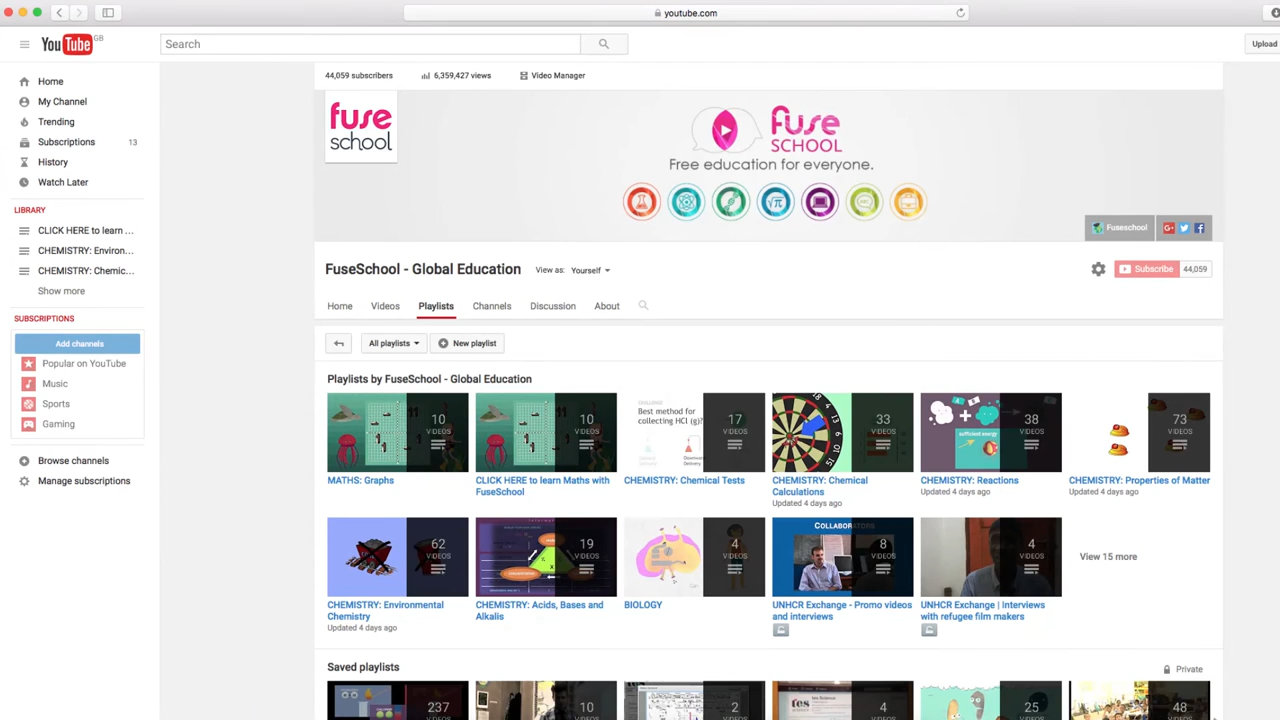 youtube.com
YouTube GB
Search
Upload
Home
My Channel
Trending
Subscriptions 13
History
Watch Later
LIBRARY
CLICK HERE to learn ...
CHEMISTRY: Environ...
CHEMISTRY: Chemic...
Show more
SUBSCRIPTIONS
Add channels
Popular on YouTube
Music
Sports
Gaming
Browse channels
Manage subscriptions
44,059 subscribers 6,359,427 views Video Manager
fuse
school
fuse
SCHOOL
Free education for everyone.
Fuseschool
FuseSchool - Global Education View as: Yourself
Subscribe 44,059
Home Videos Playlists Channels Discussion About
All playlists New playlist
Playlists by FuseSchool - Global Education
10
VIDEOS
MATHS: Graphs
10
VIDEOS
CLICK HERE to learn Maths with
FuseSchool
CHALLENGE
Best method for
collecting HCl (g)?
17
VIDEOS
CHEMISTRY: Chemical Tests
33
VIDEOS
CHEMISTRY: Chemical
Calculations
Updated 4 days ago
sufficient energy
38
VIDEOS
CHEMISTRY: Reactions
Updated 4 days ago
73
VIDEOS
CHEMISTRY: Properties of Matter
Updated 4 days ago
62
VIDEOS
CHEMISTRY: Environmental
Chemistry
Updated 4 days ago
19
VIDEOS
CHEMISTRY: Acids, Bases and
Alkalis
4
VIDEOS
BIOLOGY
COLLABORATORS
8
VIDEOS
UNHCR Exchange - Promo videos
and interviews
4
VIDEOS
UNHCR Exchange | Interviews
with refugee film makers
View 15 more
Saved playlists
Private
237
10
2
4
25
48